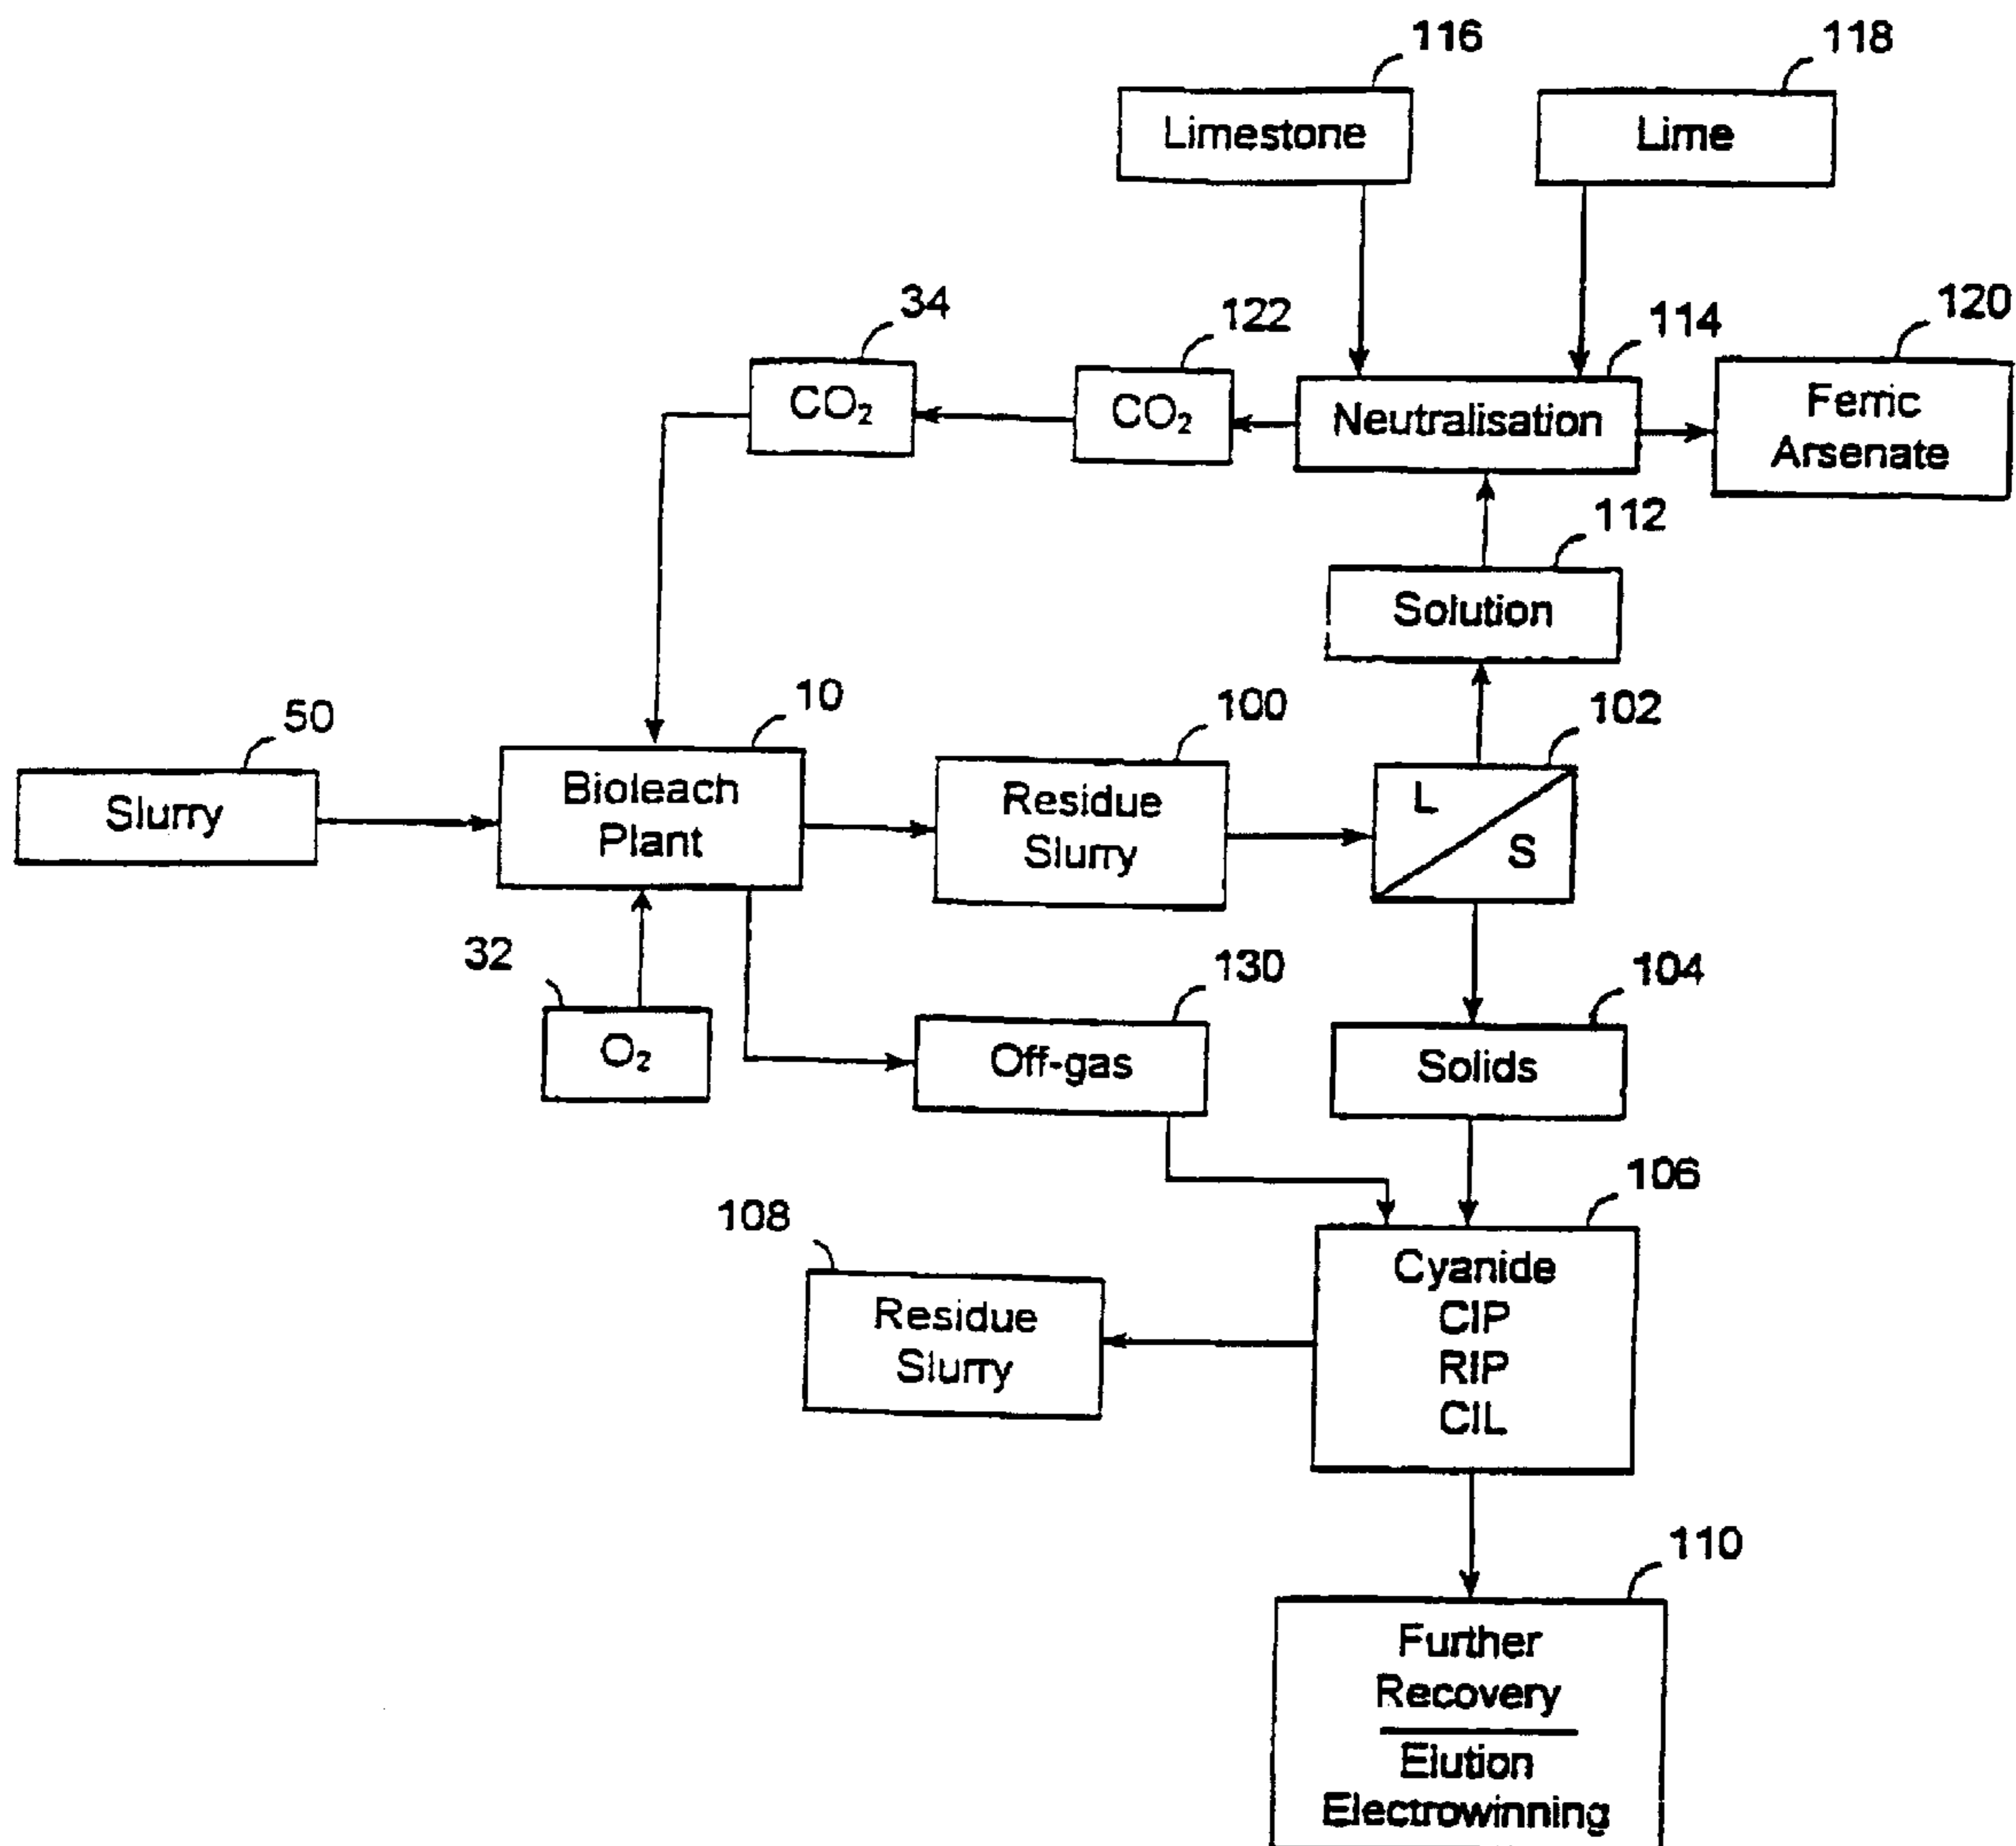 116
118
Limestone
Lime
34
122
114
120
CO₂
CO₂
Neutralisation
Ferric
Arsenate
112
Solution
50
10
100
102
Slurry
Bioleach
Plant
Residue
Slurry
L
S
32
130
104
O₂
Off-gas
Solids
108
106
Residue
Slurry
Cyanide
CIP
RIP
CIL
110
Further
Recovery
Elution
Electrowinning